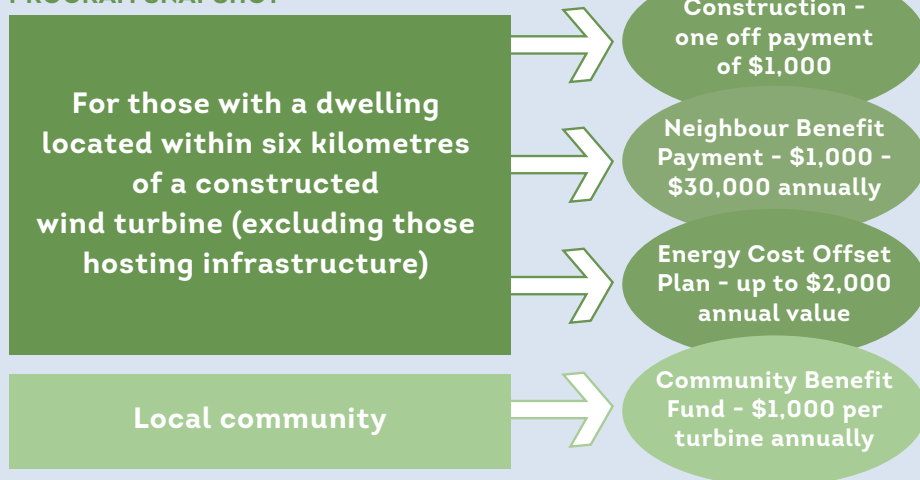 PROGRAM SNAPSHOT
For those with a dwelling
located within six kilometres
of a constructed
wind turbine (excluding those
hosting infrastructure)
Construction -
one off payment
of $1,000
Neighbour Benefit
Payment - $1,000 -
$30,000 annually
Energy Cost Offset
Plan - up to $2,000
annual value
Local community
Community Benefit
Fund - $1,000 per
turbine annually